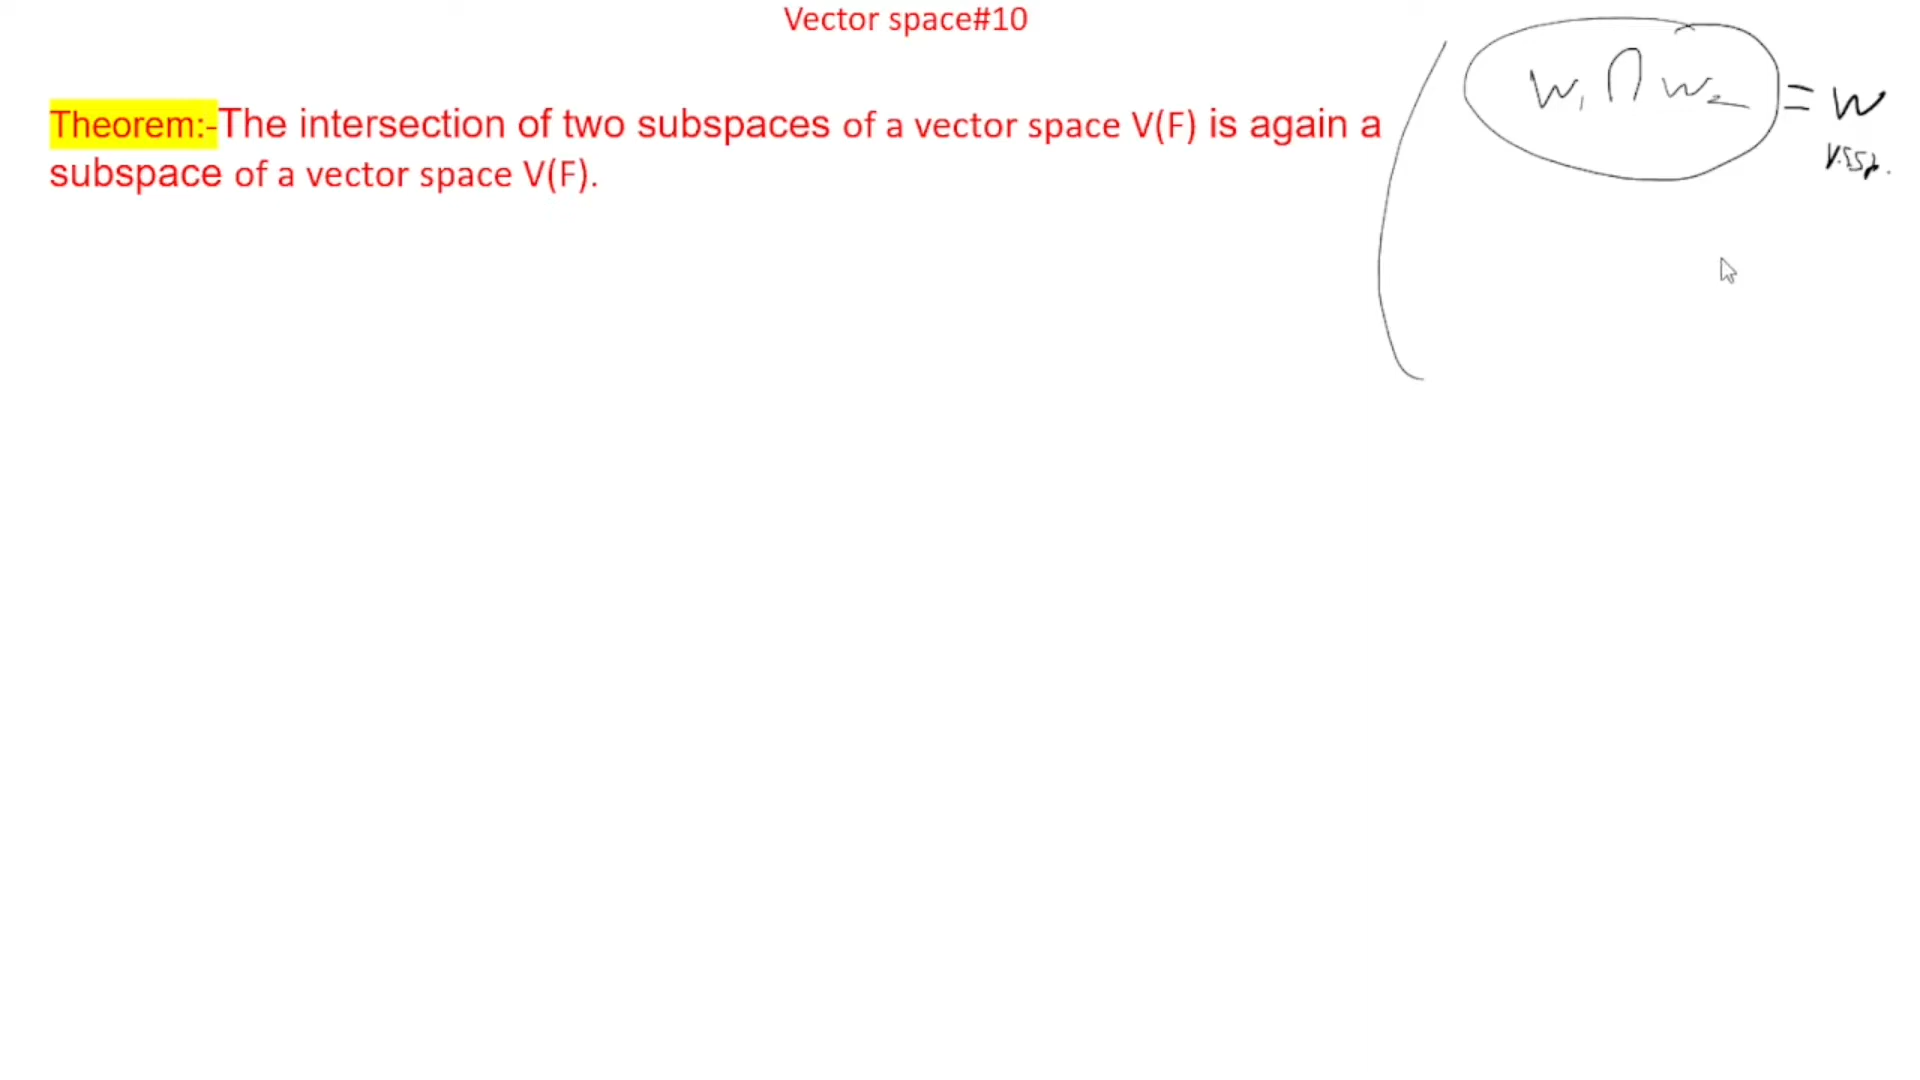 Vector space#10
Theorem:-The intersection of two subspaces of a vector space V(F) is again a
subspace of a vector space V(F).
W₁ ∩ W₂ = W